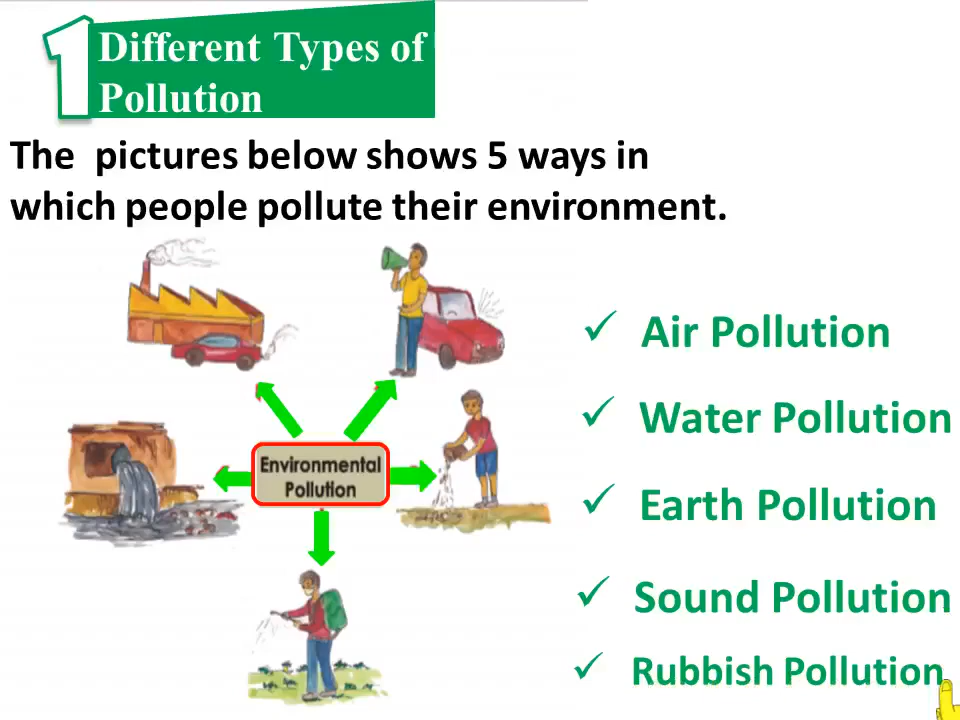 1
Different Types of
Pollution
The pictures below shows 5 ways in
which people pollute their environment.
Environmental
Pollution
✓ Air Pollution
✓ Water Pollution
✓ Earth Pollution
✓ Sound Pollution
✓ Rubbish Pollution